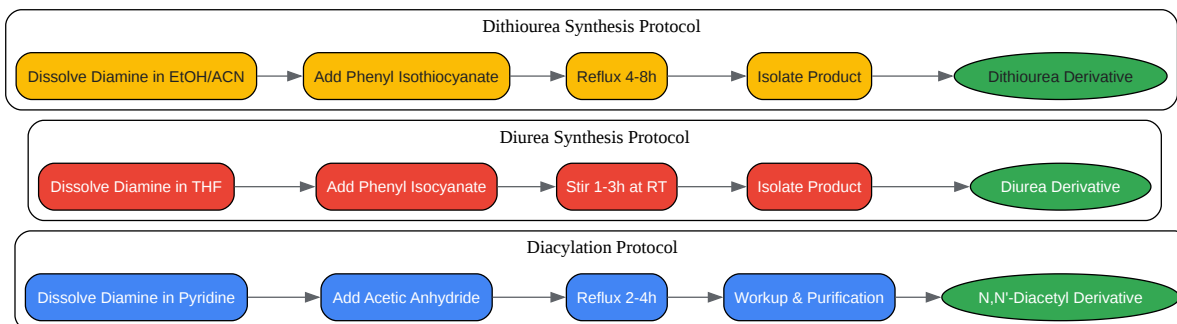 Dithiourea Synthesis Protocol
Dissolve Diamine in EtOH/ACN
Add Phenyl Isothiocyanate
Reflux 4-8h
Isolate Product
Dithiourea Derivative
Diurea Synthesis Protocol
Dissolve Diamine in THF
Add Phenyl Isocyanate
Stir 1-3h at RT
Isolate Product
Diurea Derivative
Diacylation Protocol
Dissolve Diamine in Pyridine
Add Acetic Anhydride
Reflux 2-4h
Workup & Purification
N,N'-Diacetyl Derivative